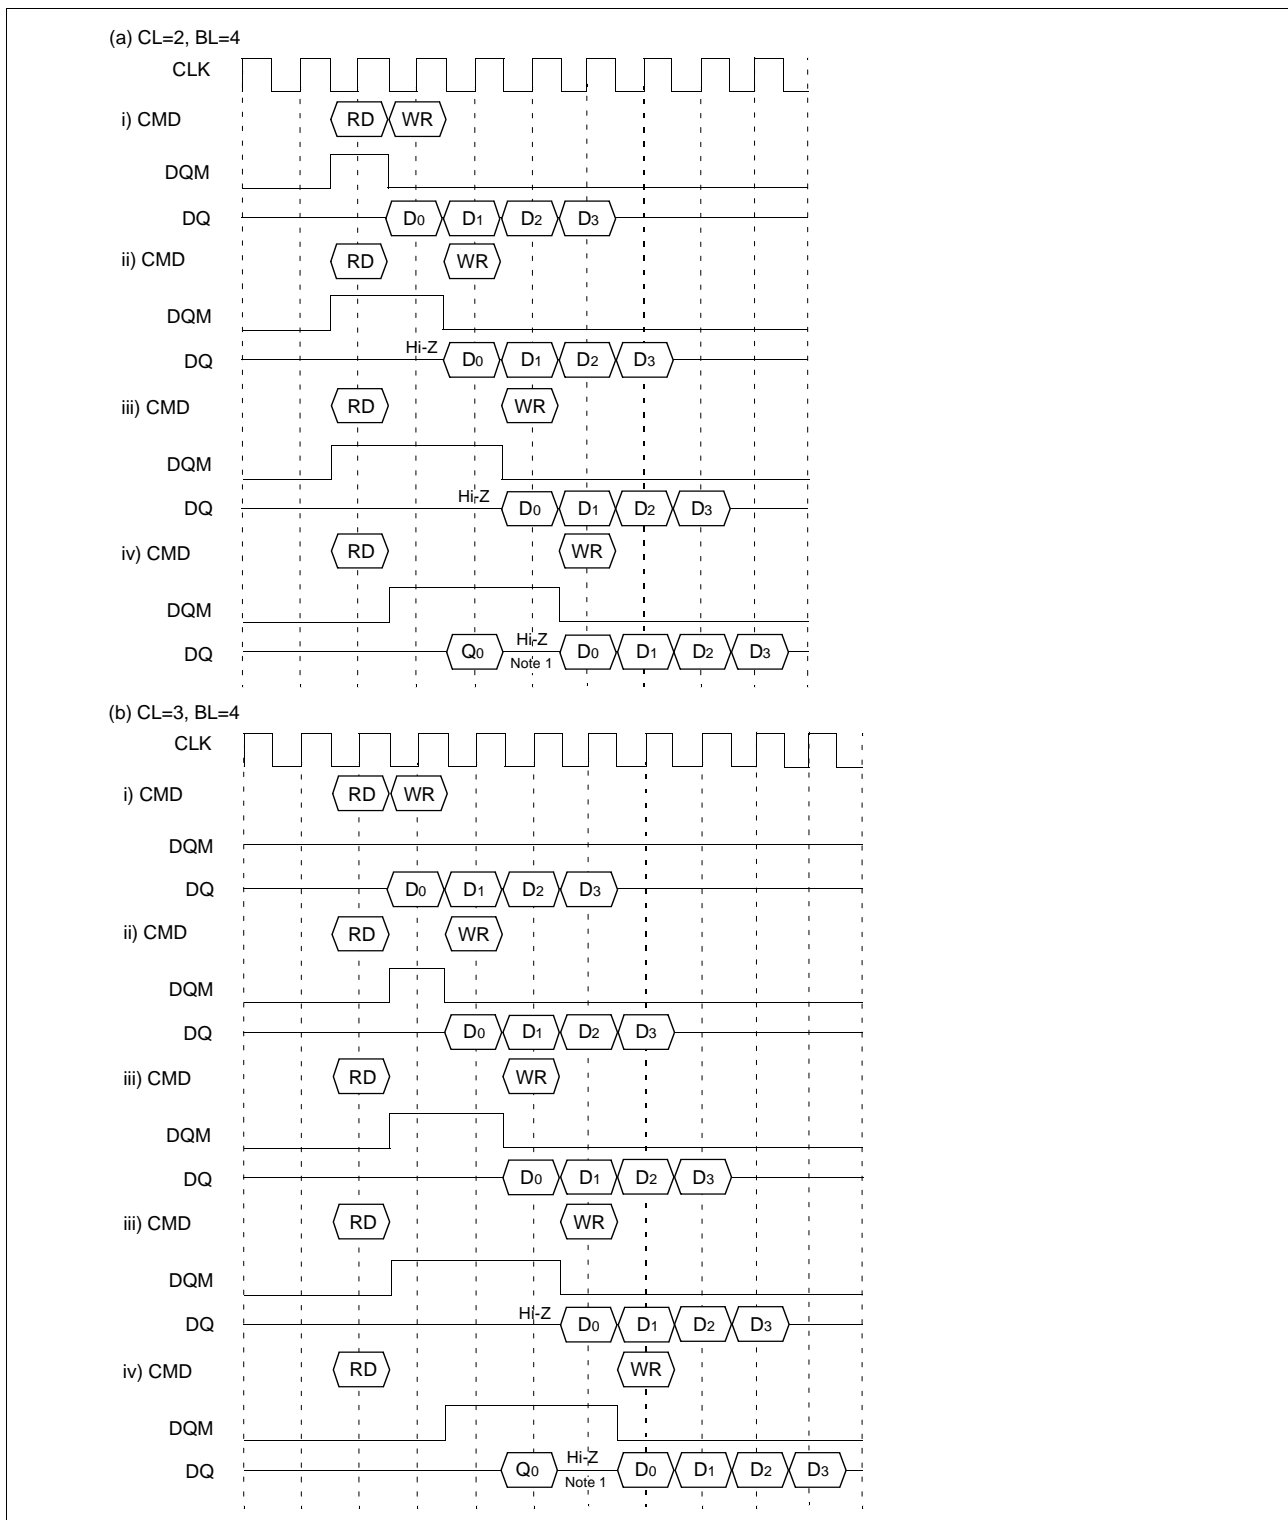 (a) CL=2, BL=4
CLK
i) CMD RD WR
DQM
DQ D0 D1 D2 D3
ii) CMD RD WR
DQM
Hi-Z
DQ D0 D1 D2 D3
iii) CMD RD WR
DQM
Hi-Z
DQ D0 D1 D2 D3
iv) CMD RD WR
DQM
Hi-Z
DQ Q0 D0 D1 D2 D3
Note 1
(b) CL=3, BL=4
CLK
i) CMD RD WR
DQM
DQ D0 D1 D2 D3
ii) CMD RD WR
DQM
DQ D0 D1 D2 D3
iii) CMD RD WR
DQM
DQ D0 D1 D2 D3
iii) CMD RD WR
DQM
Hi-Z
DQ D0 D1 D2 D3
iv) CMD RD WR
DQM
Hi-Z
DQ Q0 D0 D1 D2 D3
Note 1